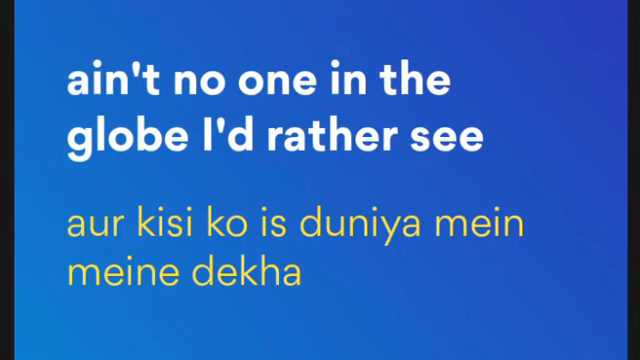 ain't no one in the
globe I'd rather see
aur kisi ko is duniya mein
meine dekha